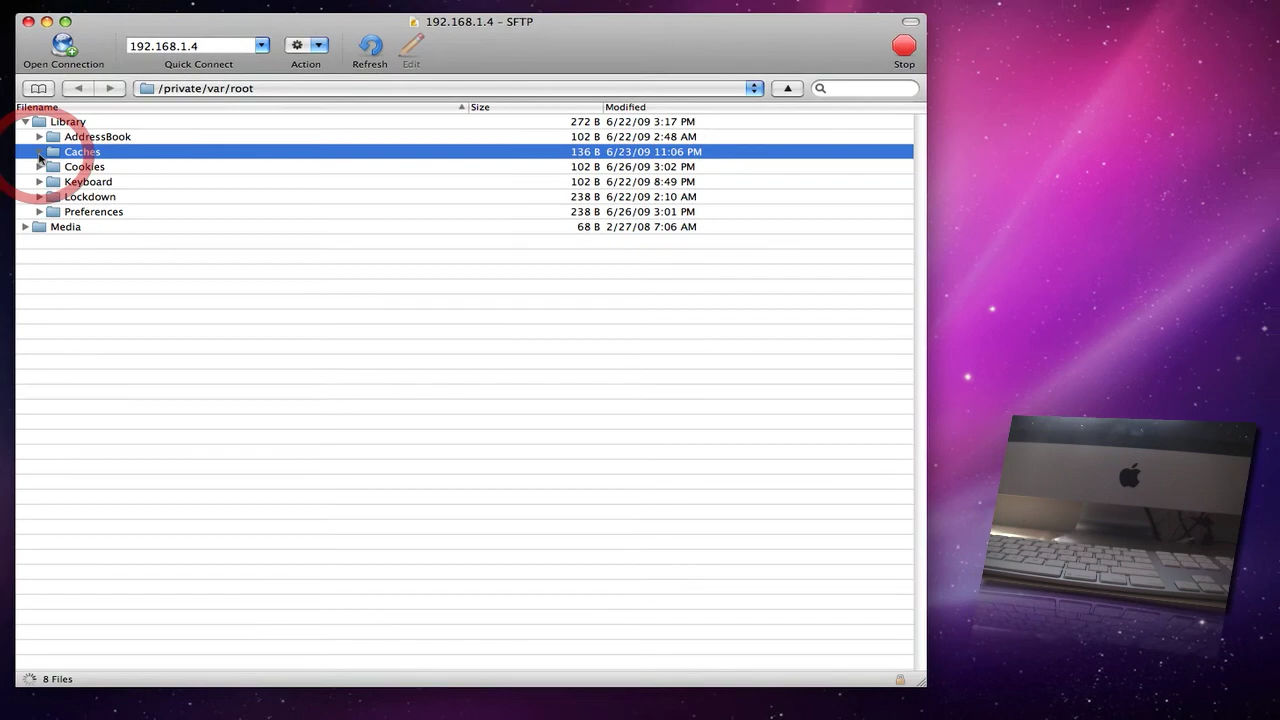 192.168.1.4 – SFTP
192.168.1.4
Open Connection Quick Connect Action Refresh Edit Stop
/private/var/root
Filename Size Modified
Library 272 B 6/22/09 3:17 PM
AddressBook 102 B 6/22/09 2:48 AM
Caches 136 B 6/23/09 11:06 PM
Cookies 102 B 6/26/09 3:02 PM
Keyboard 102 B 6/22/09 8:49 PM
Lockdown 238 B 6/22/09 2:10 AM
Preferences 238 B 6/26/09 3:01 PM
Media 68 B 2/27/08 7:06 AM
8 Files